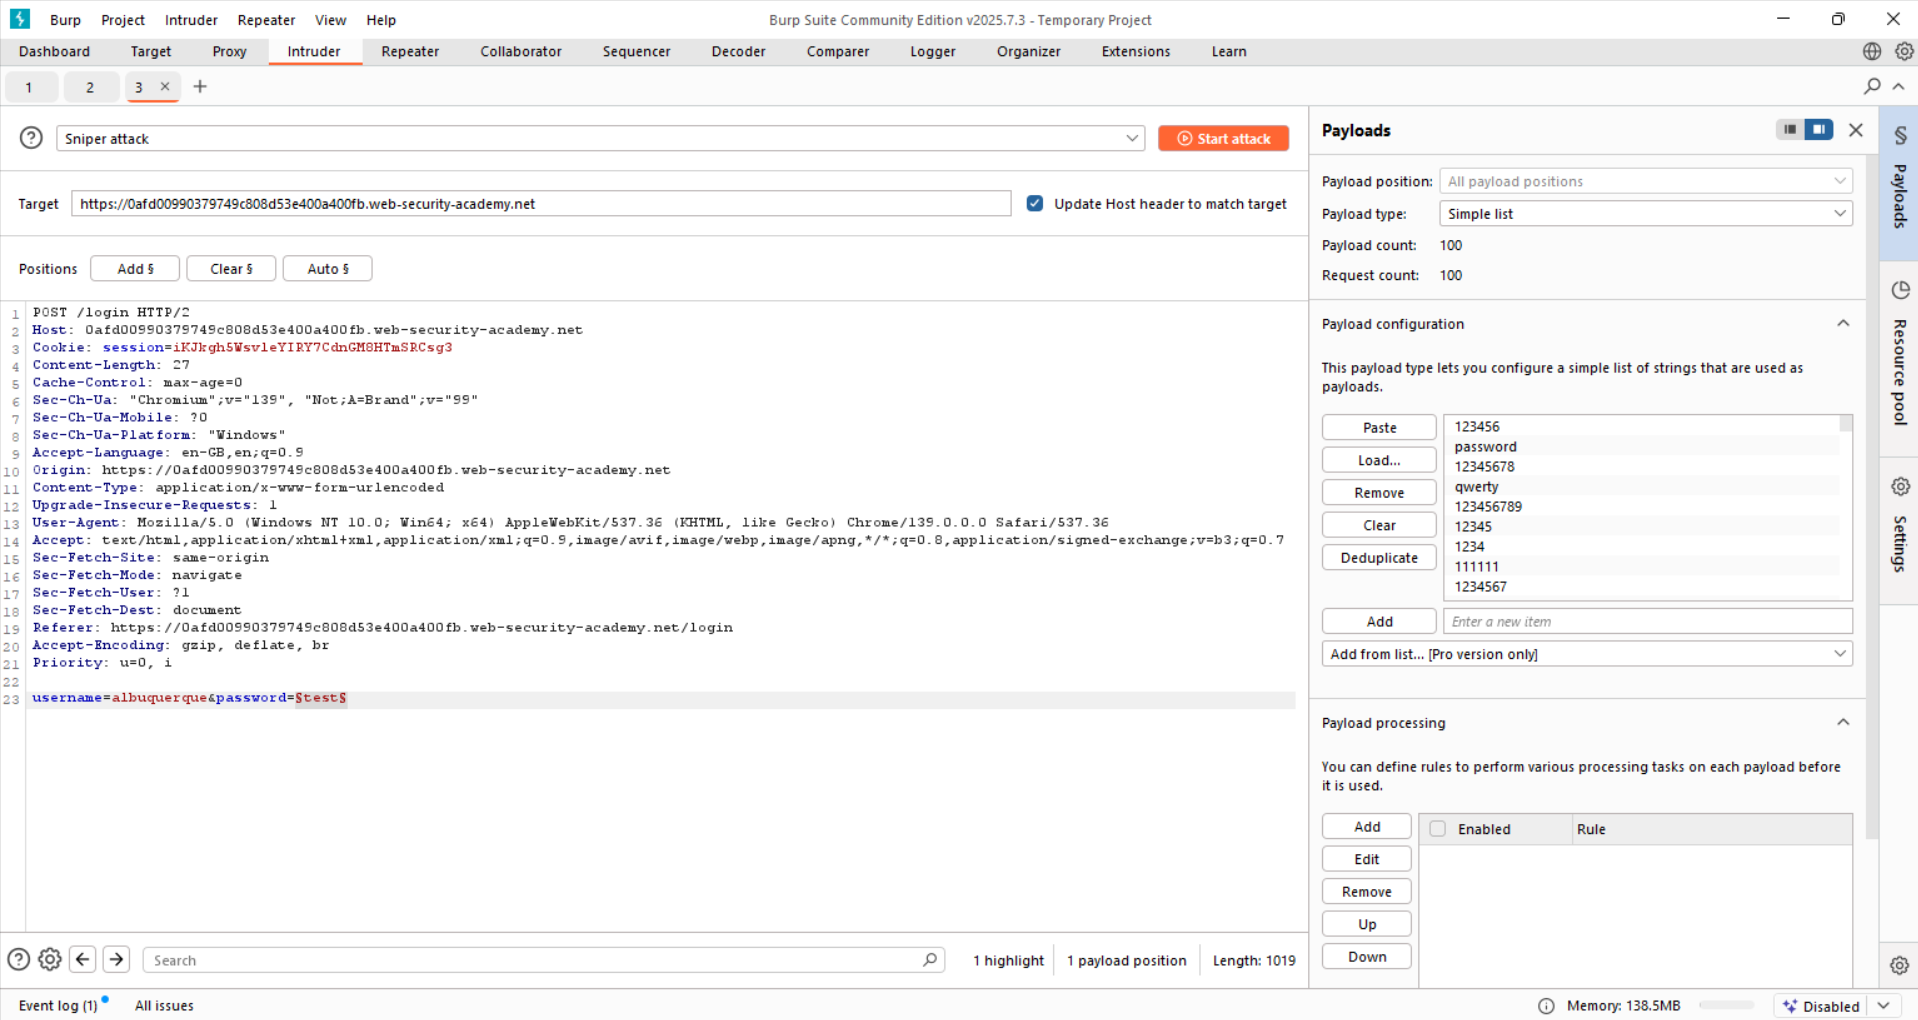 Burp Project Intruder Repeater View Help
Burp Suite Community Edition v2025.7.3 - Temporary Project
Dashboard Target Proxy Intruder Repeater Collaborator Sequencer Decoder Comparer Logger Organizer Extensions Learn
1 2 3 × +
Sniper attack
Start attack
Target https://0afd00990379749c808d53e400a400fb.web-security-academy.net
Update Host header to match target
Positions Add § Clear § Auto §
1 POST /login HTTP/2
2 Host: 0afd00990379749c808d53e400a400fb.web-security-academy.net
3 Cookie: session=iKJkgh5WsvleYIRY7CdnGM8HTmSRCsg3
4 Content-Length: 27
5 Cache-Control: max-age=0
6 Sec-Ch-Ua: "Chromium";v="139", "Not;A=Brand";v="99"
7 Sec-Ch-Ua-Mobile: ?0
8 Sec-Ch-Ua-Platform: "Windows"
9 Accept-Language: en-GB,en;q=0.9
10 Origin: https://0afd00990379749c808d53e400a400fb.web-security-academy.net
11 Content-Type: application/x-www-form-urlencoded
12 Upgrade-Insecure-Requests: 1
13 User-Agent: Mozilla/5.0 (Windows NT 10.0; Win64; x64) AppleWebKit/537.36 (KHTML, like Gecko) Chrome/139.0.0.0 Safari/537.36
14 Accept: text/html,application/xhtml+xml,application/xml;q=0.9,image/avif,image/webp,image/apng,*/*;q=0.8,application/signed-exchange;v=b3;q=0.7
15 Sec-Fetch-Site: same-origin
16 Sec-Fetch-Mode: navigate
17 Sec-Fetch-User: ?1
18 Sec-Fetch-Dest: document
19 Referer: https://0afd00990379749c808d53e400a400fb.web-security-academy.net/login
20 Accept-Encoding: gzip, deflate, br
21 Priority: u=0, i
22
23 username=albuquerque&password=§test§
Search
1 highlight 1 payload position Length: 1019
Payloads
Payload position: All payload positions
Payload type: Simple list
Payload count: 100
Request count: 100
Payload configuration
This payload type lets you configure a simple list of strings that are used as
payloads.
Paste
Load...
Remove
Clear
Deduplicate
123456
password
12345678
qwerty
123456789
12345
1234
111111
1234567
Add Enter a new item
Add from list... [Pro version only]
Payload processing
You can define rules to perform various processing tasks on each payload before
it is used.
Add
Edit
Remove
Up
Down
Enabled Rule
§ Payloads
Resource pool
Settings
Event log (1) All issues
Memory: 138.5MB
Disabled